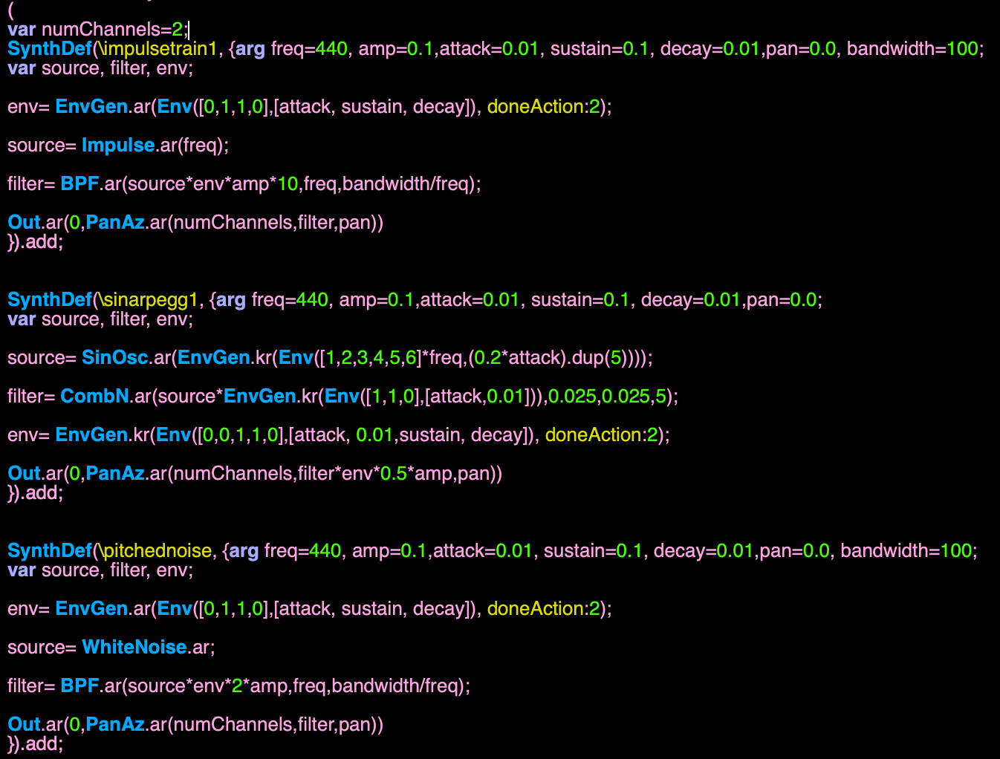 (
var numChannels=2;
SynthDef(\impulsetrain1, {arg freq=440, amp=0.1,attack=0.01, sustain=0.1, decay=0.01,pan=0.0, bandwidth=100;
var source, filter, env;
env= EnvGen.ar(Env([0,1,1,0],[attack, sustain, decay]), doneAction:2);
source= Impulse.ar(freq);
filter= BPF.ar(source*env*amp*10,freq,bandwidth/freq);
Out.ar(0,PanAz.ar(numChannels,filter,pan))
}).add;
SynthDef(\sinarpegg1, {arg freq=440, amp=0.1,attack=0.01, sustain=0.1, decay=0.01,pan=0.0;
var source, filter, env;
source= SinOsc.ar(EnvGen.kr(Env([1,2,3,4,5,6]*freq,(0.2*attack).dup(5))));
filter= CombN.ar(source*EnvGen.kr(Env([1,1,0],[attack,0.01])),0.025,0.025,5);
env= EnvGen.kr(Env([0,0,1,1,0],[attack, 0.01,sustain, decay]), doneAction:2);
Out.ar(0,PanAz.ar(numChannels,filter*env*0.5*amp,pan))
}).add;
SynthDef(\pitchednoise, {arg freq=440, amp=0.1,attack=0.01, sustain=0.1, decay=0.01,pan=0.0, bandwidth=100;
var source, filter, env;
env= EnvGen.ar(Env([0,1,1,0],[attack, sustain, decay]), doneAction:2);
source= WhiteNoise.ar;
filter= BPF.ar(source*env*2*amp,freq,bandwidth/freq);
Out.ar(0,PanAz.ar(numChannels,filter,pan))
}).add;